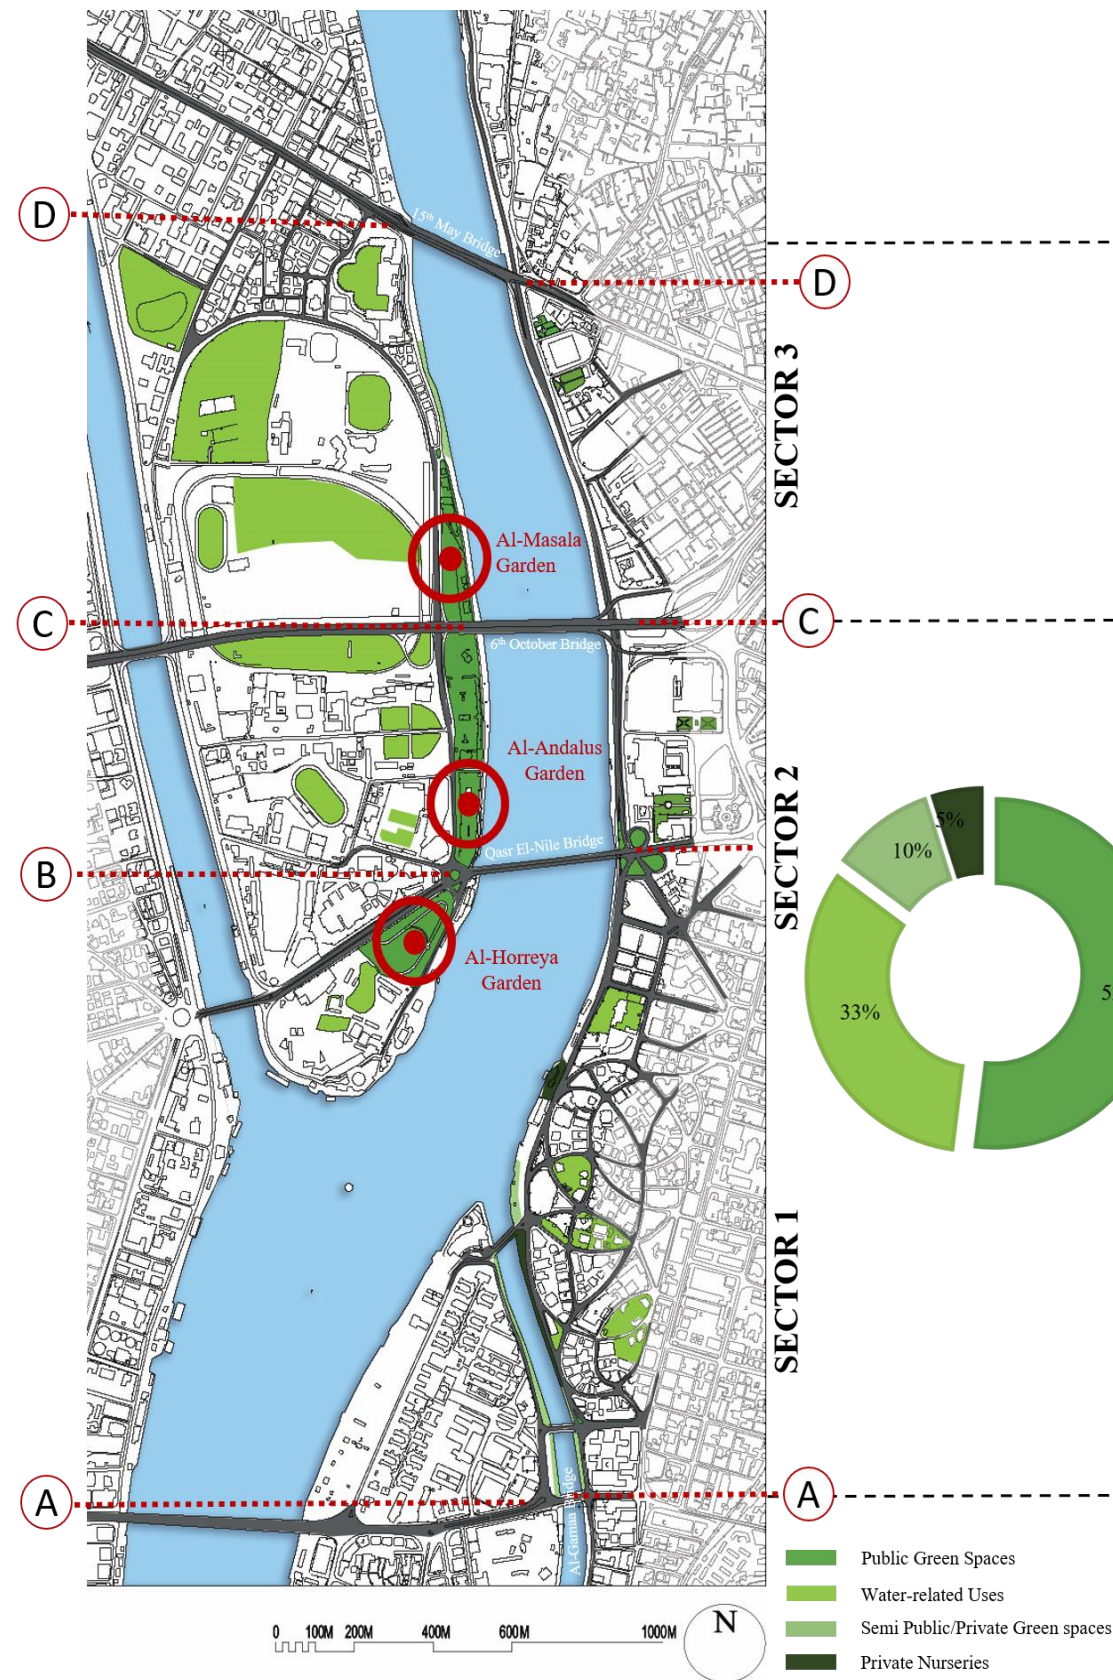 D
15th May Bridge
D
SECTOR 3
Al-Masala
Garden
C
C
6th October Bridge
Al-Andalus
Garden
SECTOR 2
Qasr El-Nile Bridge
B
Al-Horreya
Garden
5%
10%
33%
5
SECTOR 1
A
A
Al-Gamaa Bridge
Public Green Spaces
Water-related Uses
Semi Public/Private Green spaces
Private Nurseries
0 100M 200M 400M 600M 1000M
N